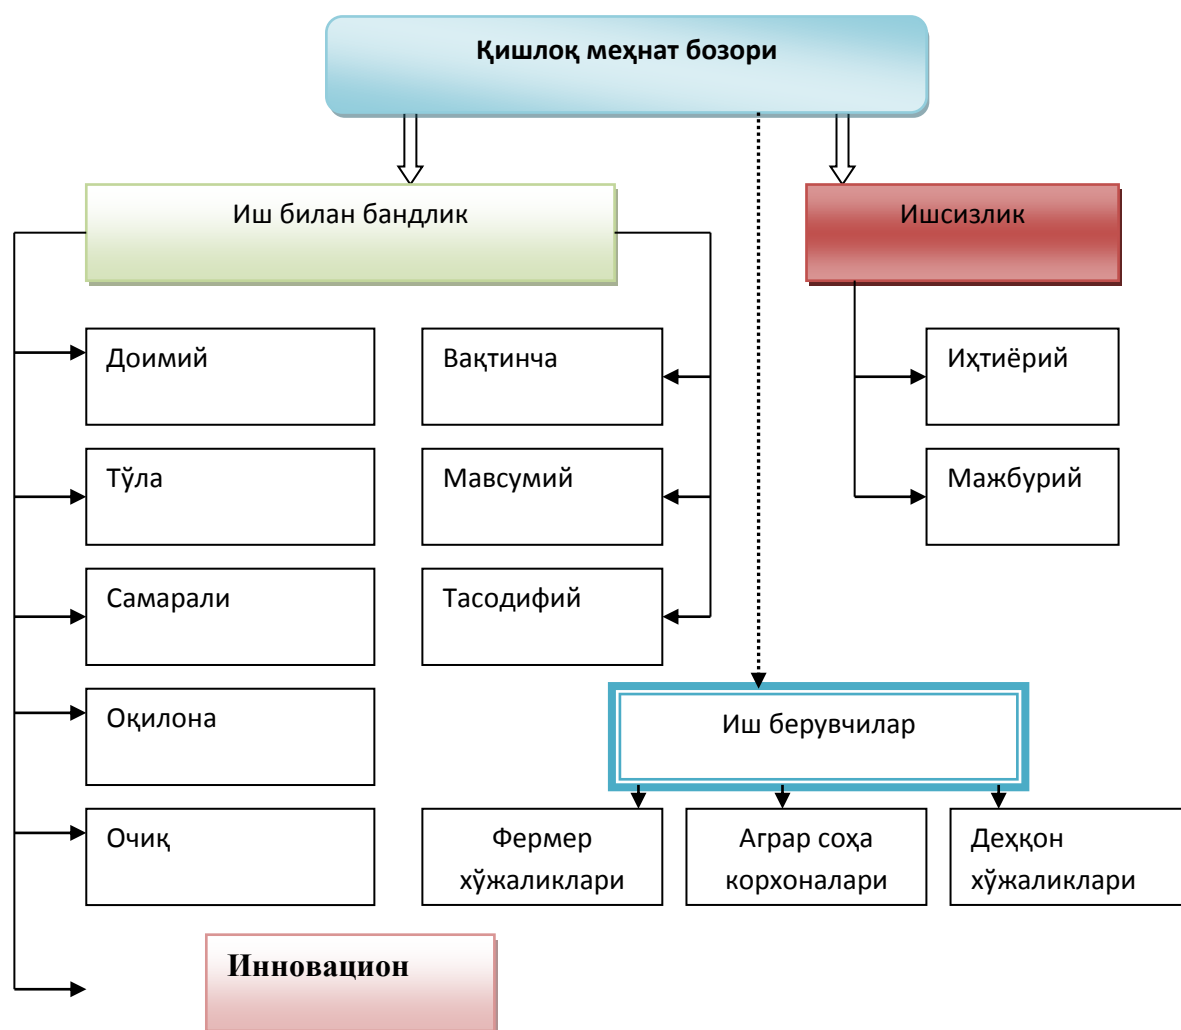 Қишлоқ меҳнат бозори
Иш билан бандлик
Ишсизлик
Доимий
Вақтинча
Иҳтиёрий
Тўла
Мавсумий
Мажбурий
Самарали
Тасодифий
Оқилона
Иш берувчилар
Очиқ
Фермер
хўжаликлари
Аграр соҳа
корхоналари
Деҳқон
хўжаликлари
Инновацион